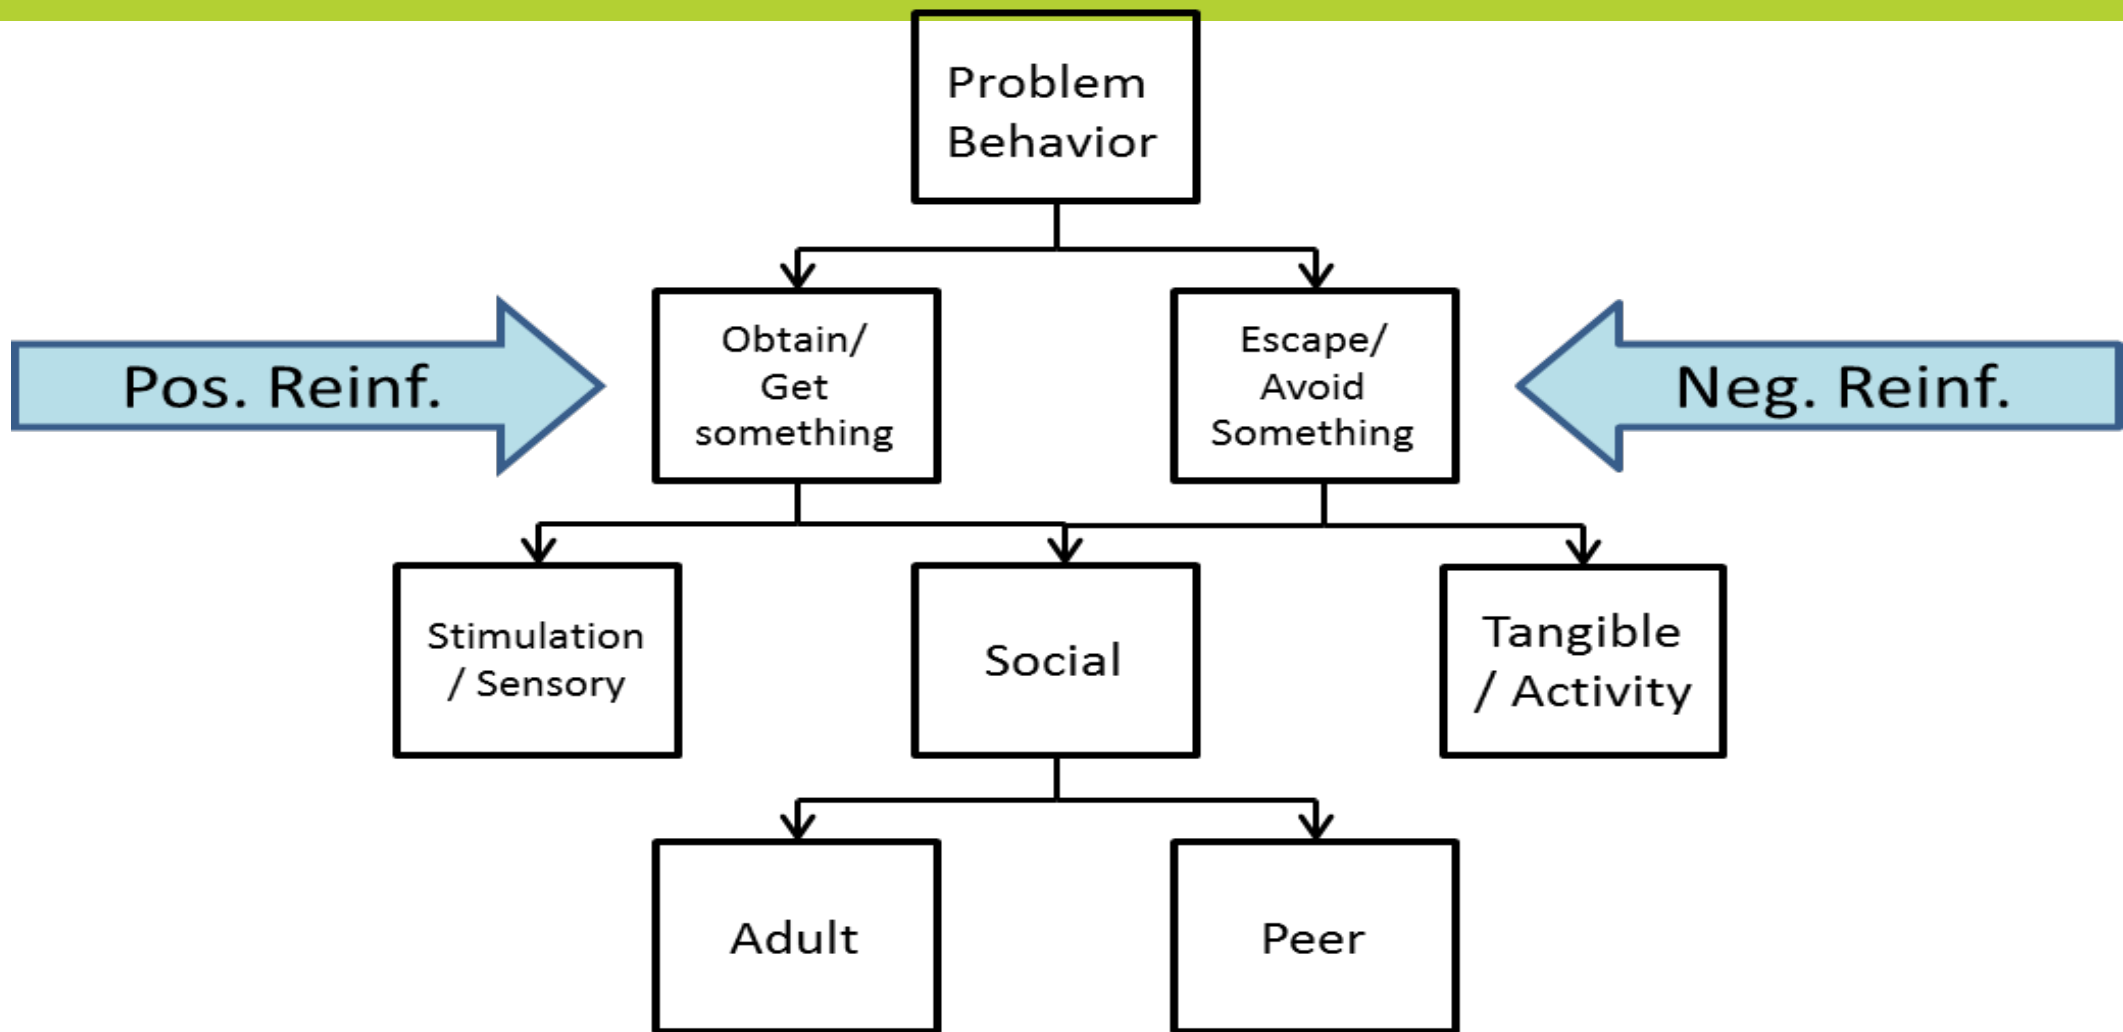 Problem
Behavior
Pos. Reinf.
Obtain/
Get
something
Escape/
Avoid
Something
Neg. Reinf.
Stimulation
/ Sensory
Social
Tangible
/ Activity
Adult
Peer